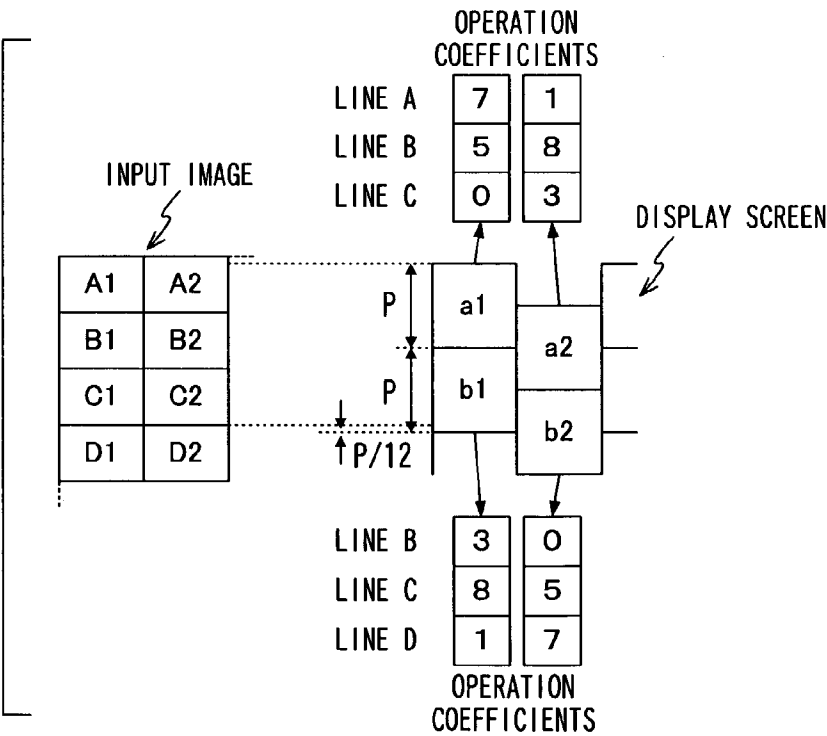 OPERATION
COEFFICIENTS
LINE A 7 1
LINE B 5 8
LINE C 0 3
INPUT IMAGE
DISPLAY SCREEN
A1 A2
B1 B2
C1 C2
D1 D2
P
P
P/12
a1
a2
b1
b2
LINE B 3 0
LINE C 8 5
LINE D 1 7
OPERATION
COEFFICIENTS